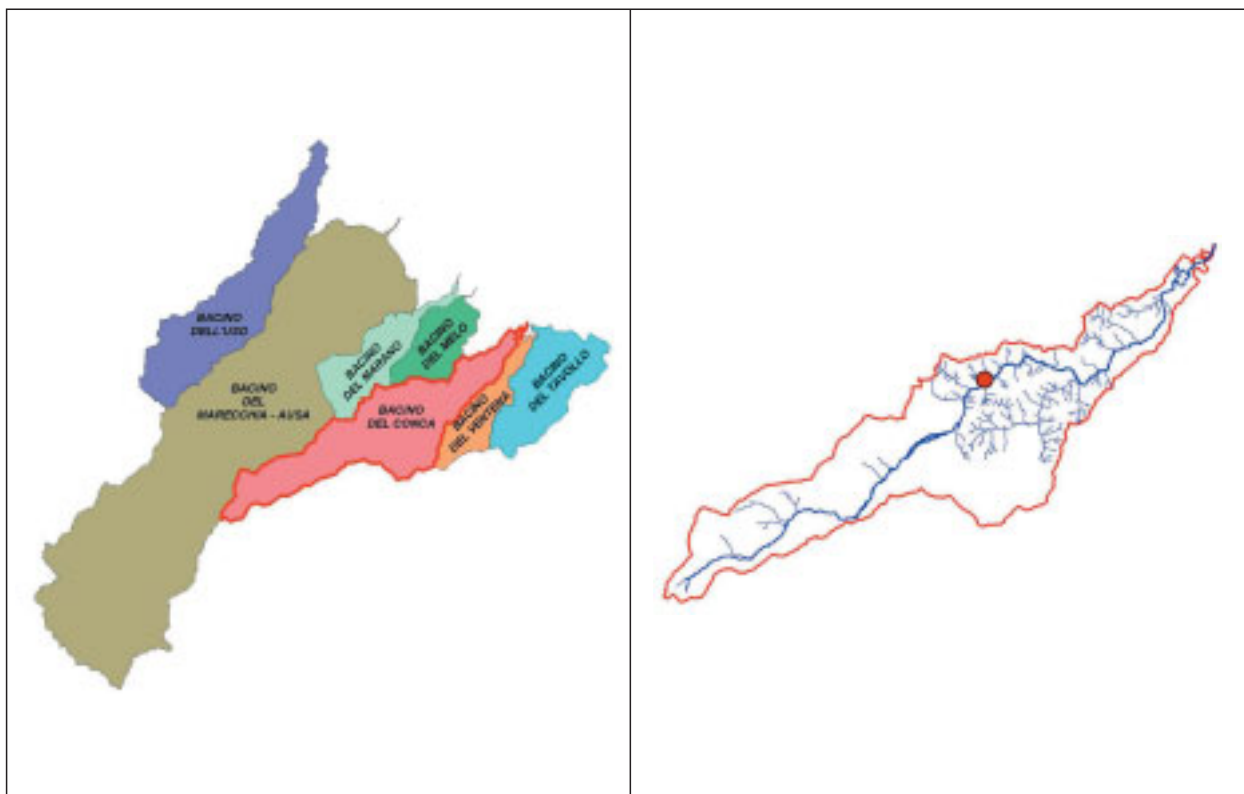 BACINO
DELL'USO
BACINO
DEL
MARECCHIA - AUSA
BACINO
DEL MARANO
BACINO
DEL MELO
BACINO
DEL CONCA
BACINO
DEL VENTENA
BACINO
DEL TAVOLLO